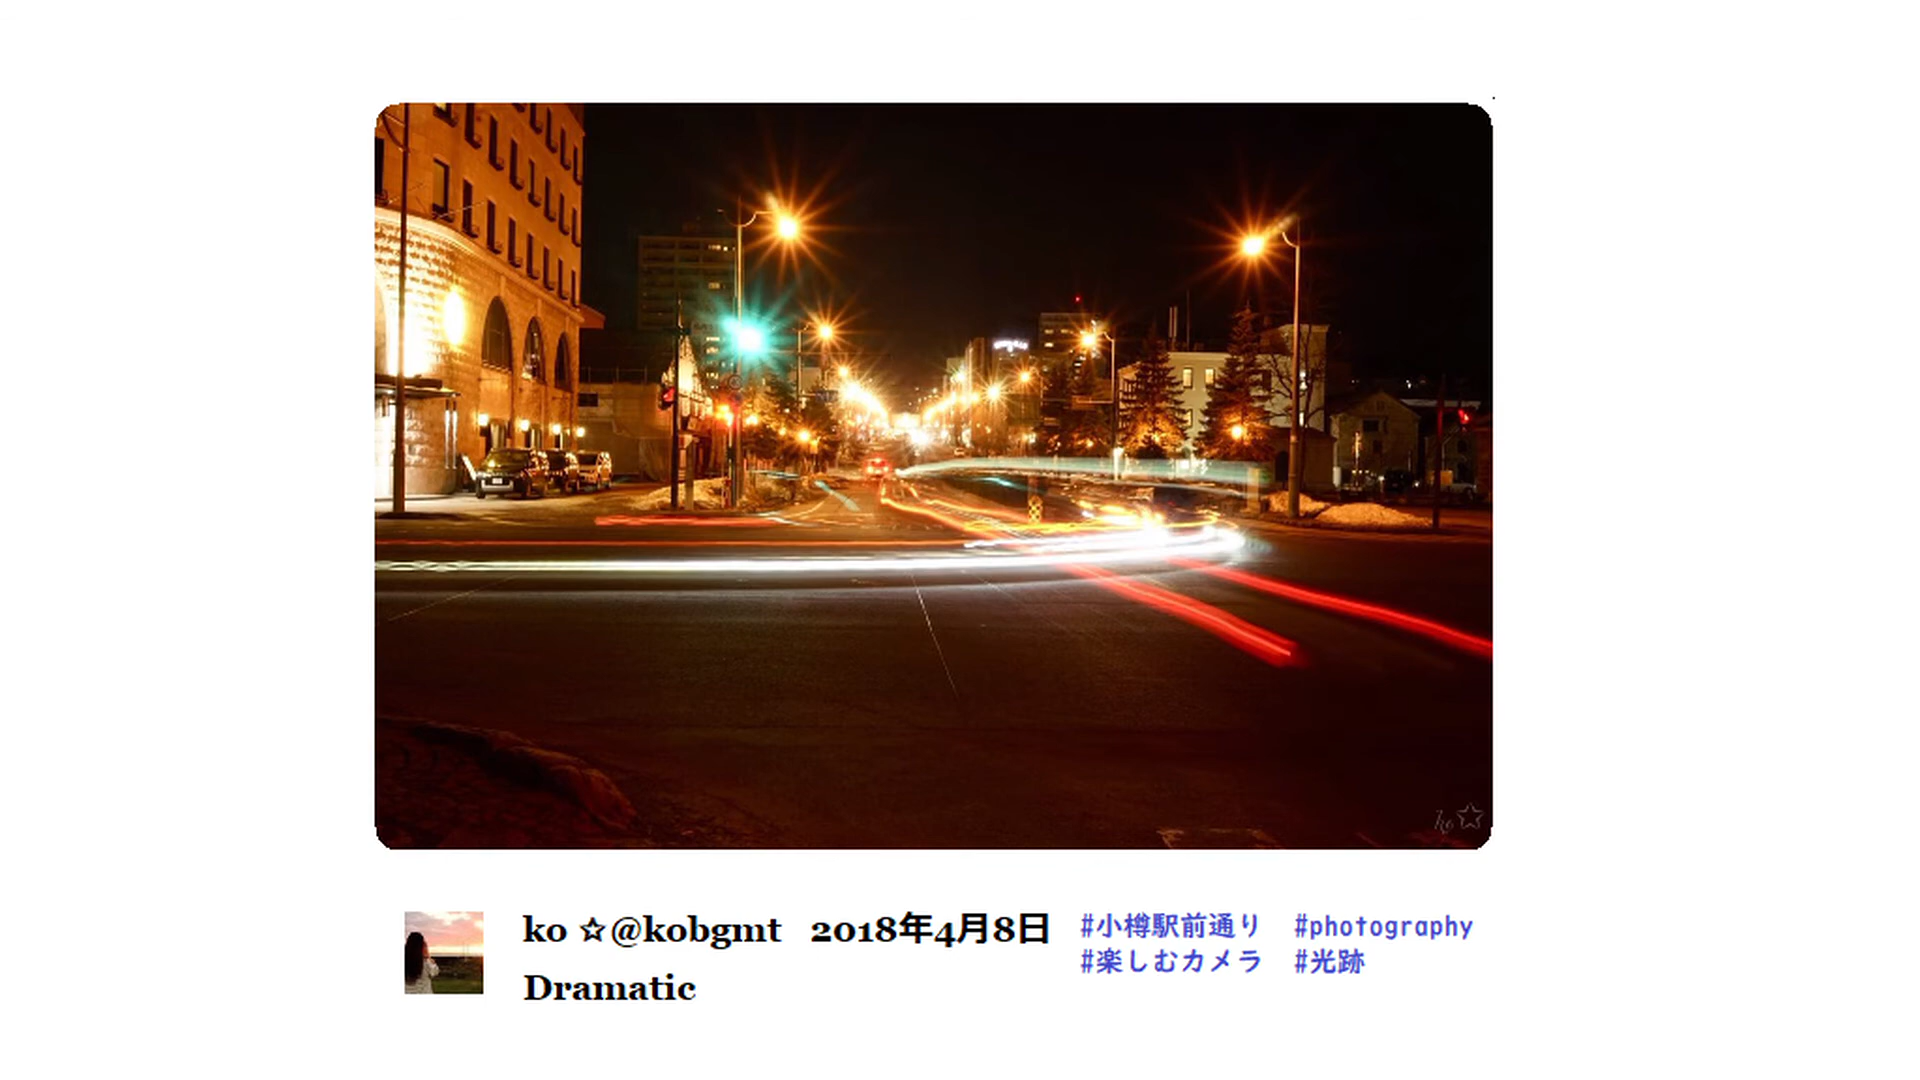 ko☆
ko ☆@kobgmt 2018年4月8日
Dramatic
#小樽駅前通り #photography
#楽しむカメラ #光跡